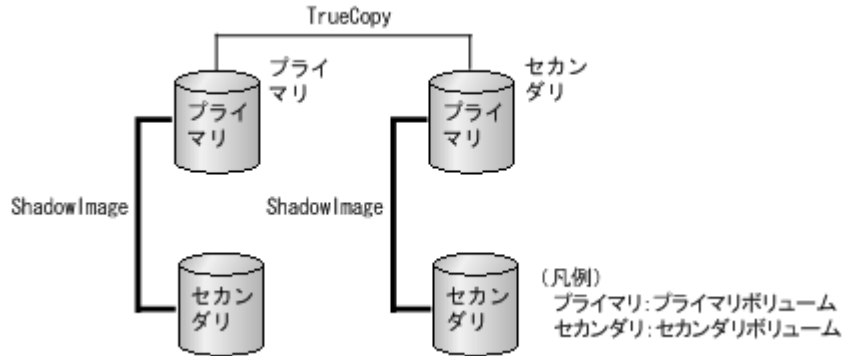 TrueCopy
プライ
マリ
セカン
ダリ
プライ
マリ
プライ
マリ
ShadowImage
ShadowImage
セカン
ダリ
セカン
ダリ
(凡例)
プライマリ:プライマリボリューム
セカンダリ:セカンダリボリューム